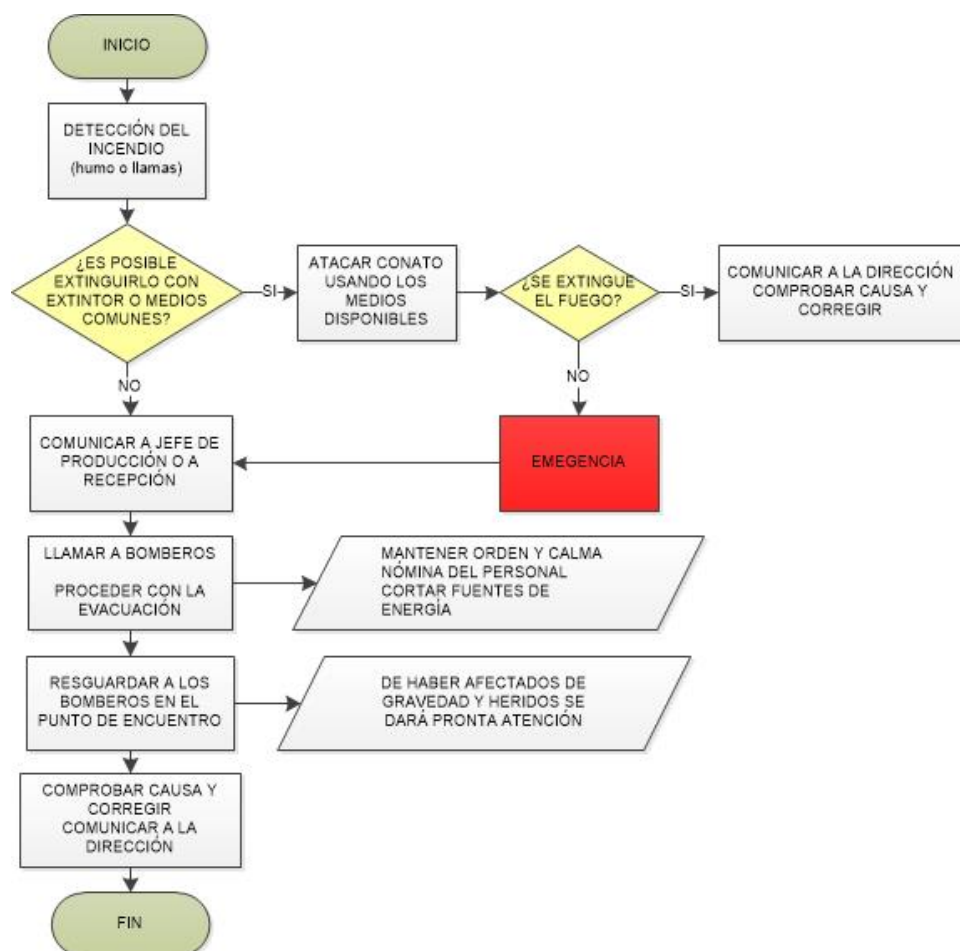 INICIO
DETECCIÓN DEL
INCENDIO
(humo o llamas)
¿ES POSIBLE
EXTINGUIRLO CON
EXTINTOR O MEDIOS
COMUNES?
SI
ATACAR CONATO
USANDO LOS
MEDIOS
DISPONIBLES
¿SE EXTINGUE
EL FUEGO?
SI
COMUNICAR A LA DIRECCIÓN
COMPROBAR CAUSA Y
CORREGIR
NO
NO
COMUNICAR A JEFE DE
PRODUCCIÓN O A
RECEPCIÓN
EMEGENCIA
LLAMAR A BOMBEROS
PROCEDER CON LA
EVACUACIÓN
MANTENER ORDEN Y CALMA
NÓMINA DEL PERSONAL
CORTAR FUENTES DE
ENERGÍA
RESGUARDAR A LOS
BOMBEROS EN EL
PUNTO DE ENCUENTRO
DE HABER AFECTADOS DE
GRAVEDAD Y HERIDOS SE
DARÁ PRONTA ATENCIÓN
COMPROBAR CAUSA Y
CORREGIR
COMUNICAR A LA
DIRECCIÓN
FIN